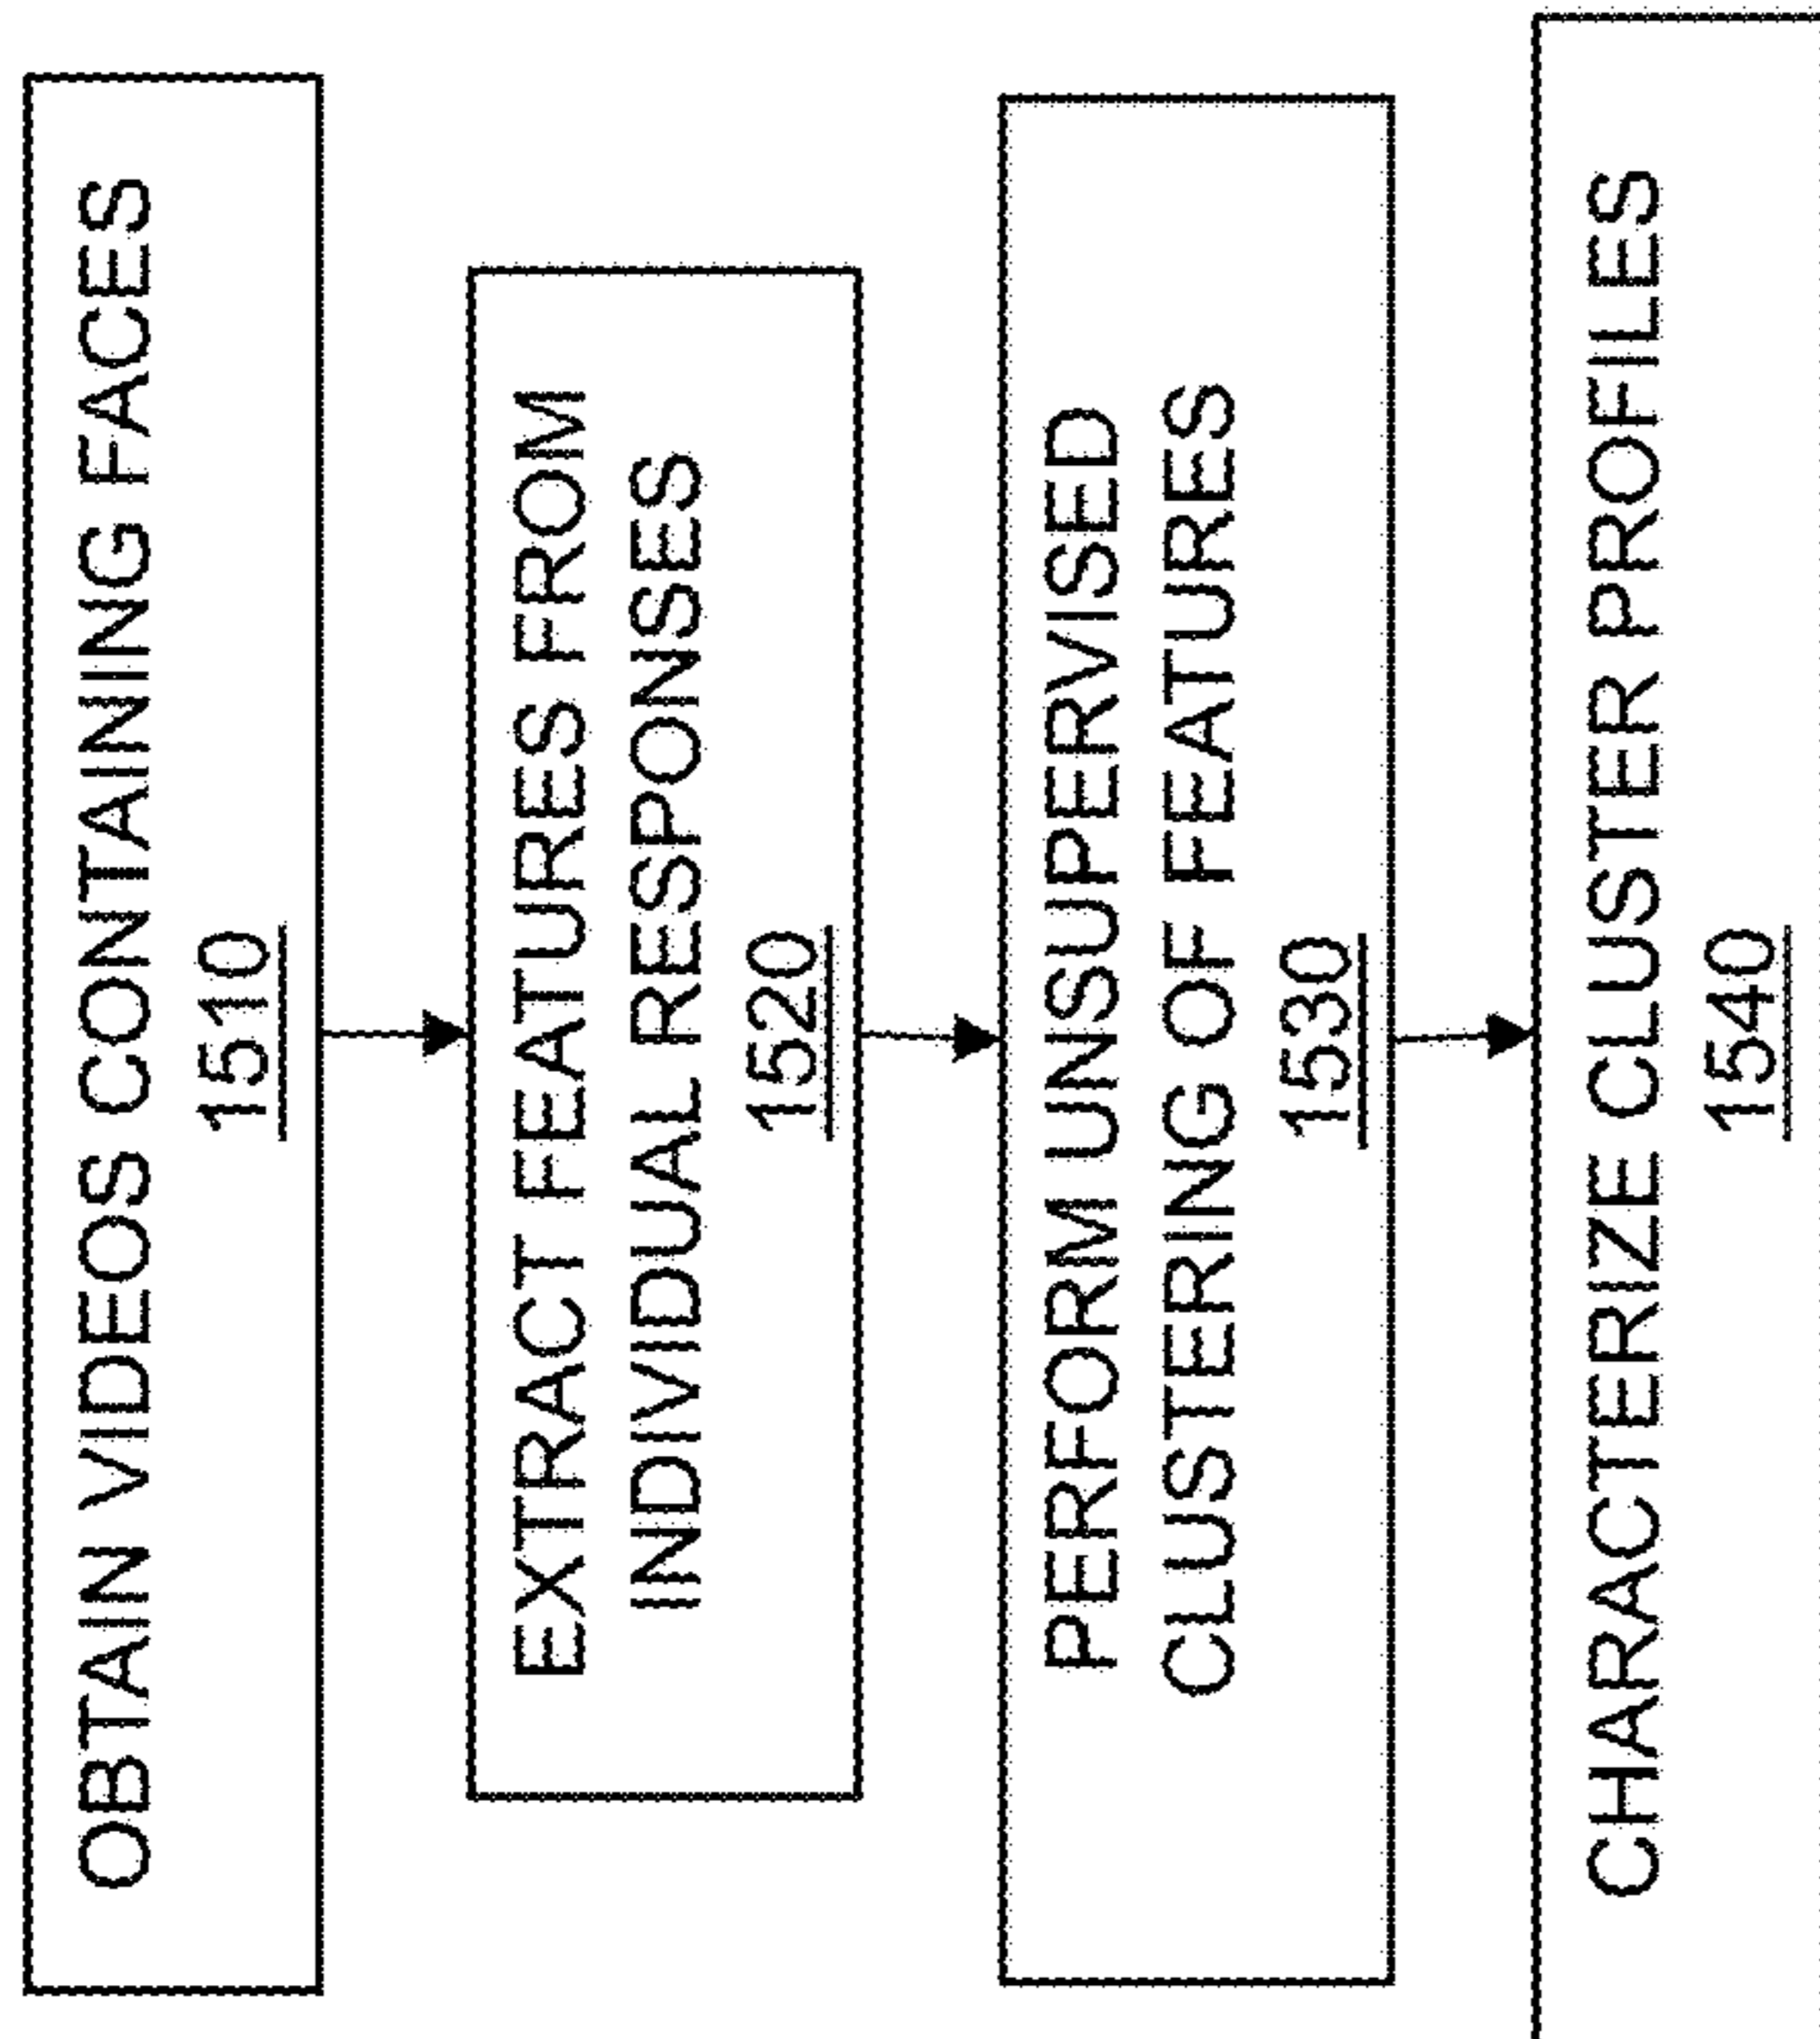 OBTAIN VIDEOS CONTAINING FACES
1510
EXTRACT FEATURES FROM
INDIVIDUAL RESPONSES
1520
PERFORM UNSUPERVISED
CLUSTERING OF FEATURES
1530
CHARACTERIZE CLUSTER PROFILES
1540